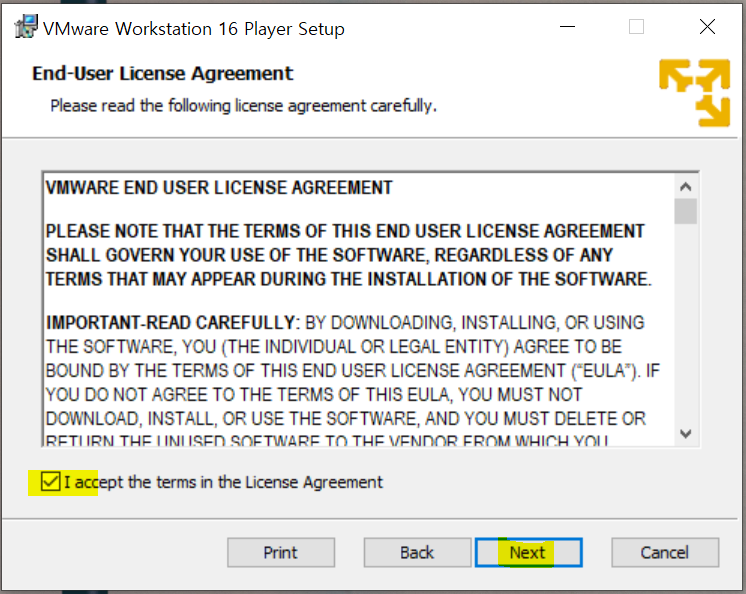 VMware Workstation 16 Player Setup
End-User License Agreement
Please read the following license agreement carefully.
VMWARE END USER LICENSE AGREEMENT
PLEASE NOTE THAT THE TERMS OF THIS END USER LICENSE AGREEMENT
SHALL GOVERN YOUR USE OF THE SOFTWARE, REGARDLESS OF ANY
TERMS THAT MAY APPEAR DURING THE INSTALLATION OF THE SOFTWARE.
IMPORTANT-READ CAREFULLY: BY DOWNLOADING, INSTALLING, OR USING
THE SOFTWARE, YOU (THE INDIVIDUAL OR LEGAL ENTITY) AGREE TO BE
BOUND BY THE TERMS OF THIS END USER LICENSE AGREEMENT (“EULA”). IF
YOU DO NOT AGREE TO THE TERMS OF THIS EULA, YOU MUST NOT
DOWNLOAD, INSTALL, OR USE THE SOFTWARE, AND YOU MUST DELETE OR
RETURN THE UNUSED SOFTWARE TO THE VENDOR FROM WHICH YOU
I accept the terms in the License Agreement
Print Back Next Cancel